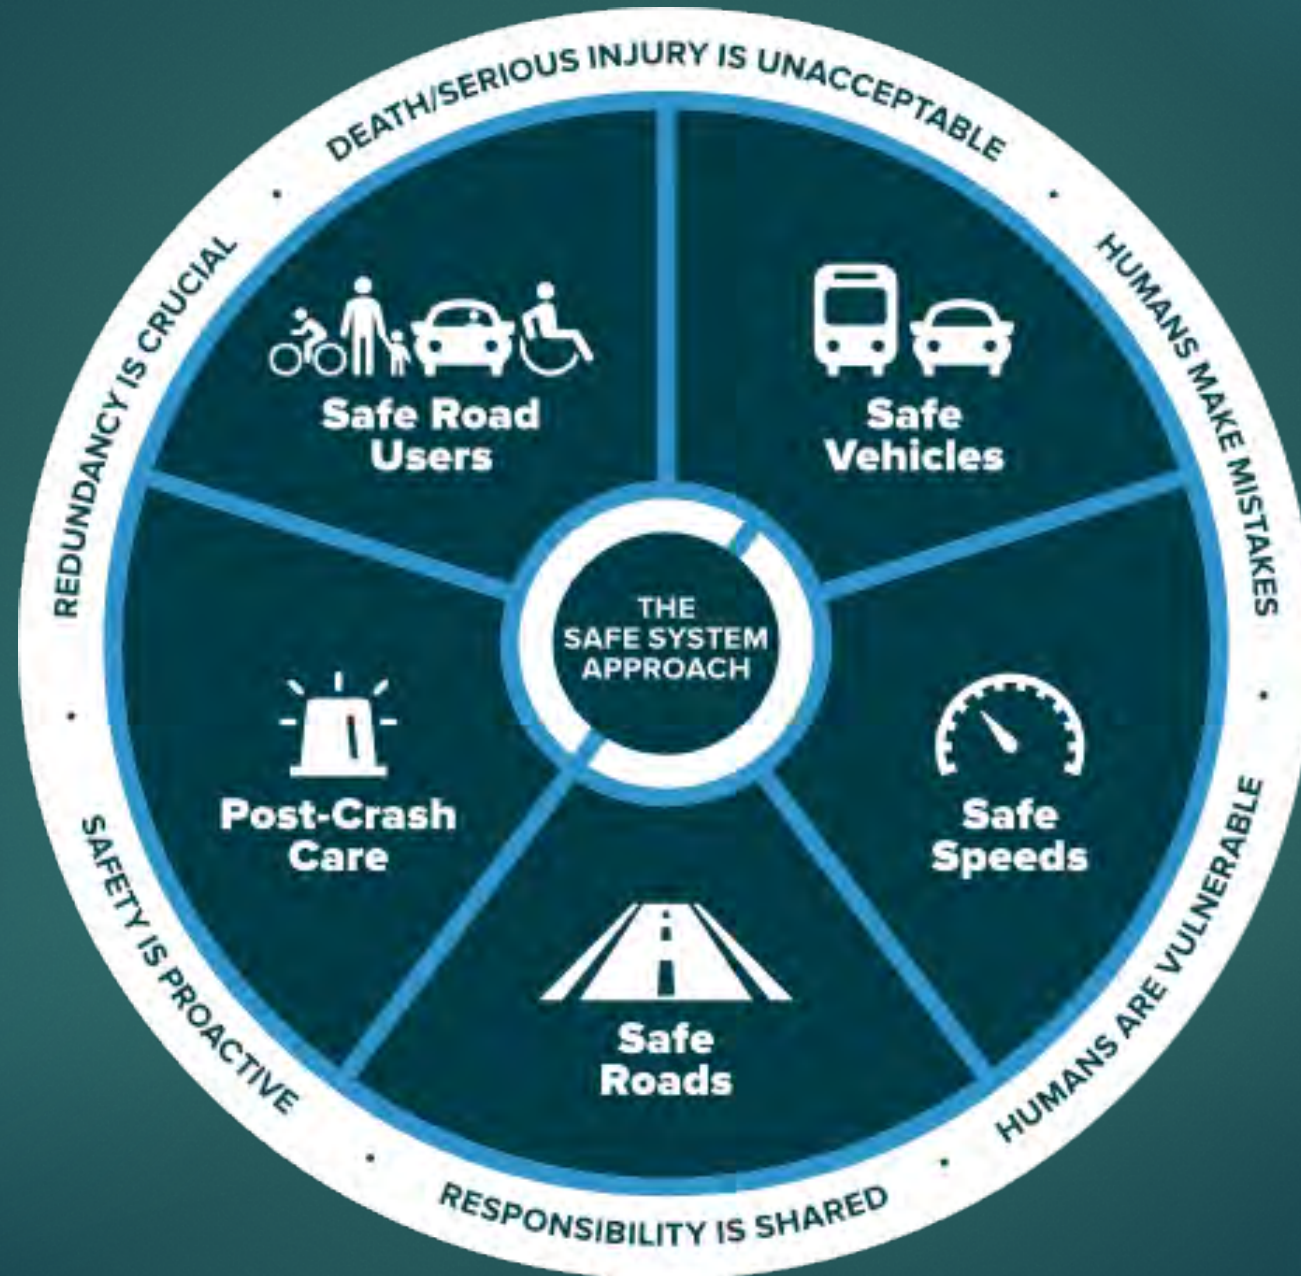 DEATH/SERIOUS INJURY IS UNACCEPTABLE
HUMANS MAKE MISTAKES
HUMANS ARE VULNERABLE
RESPONSIBILITY IS SHARED
SAFETY IS PROACTIVE
REDUNDANCY IS CRUCIAL
Safe Road
Users
Safe
Vehicles
THE
SAFE SYSTEM
APPROACH
Post-Crash
Care
Safe
Speeds
Safe
Roads